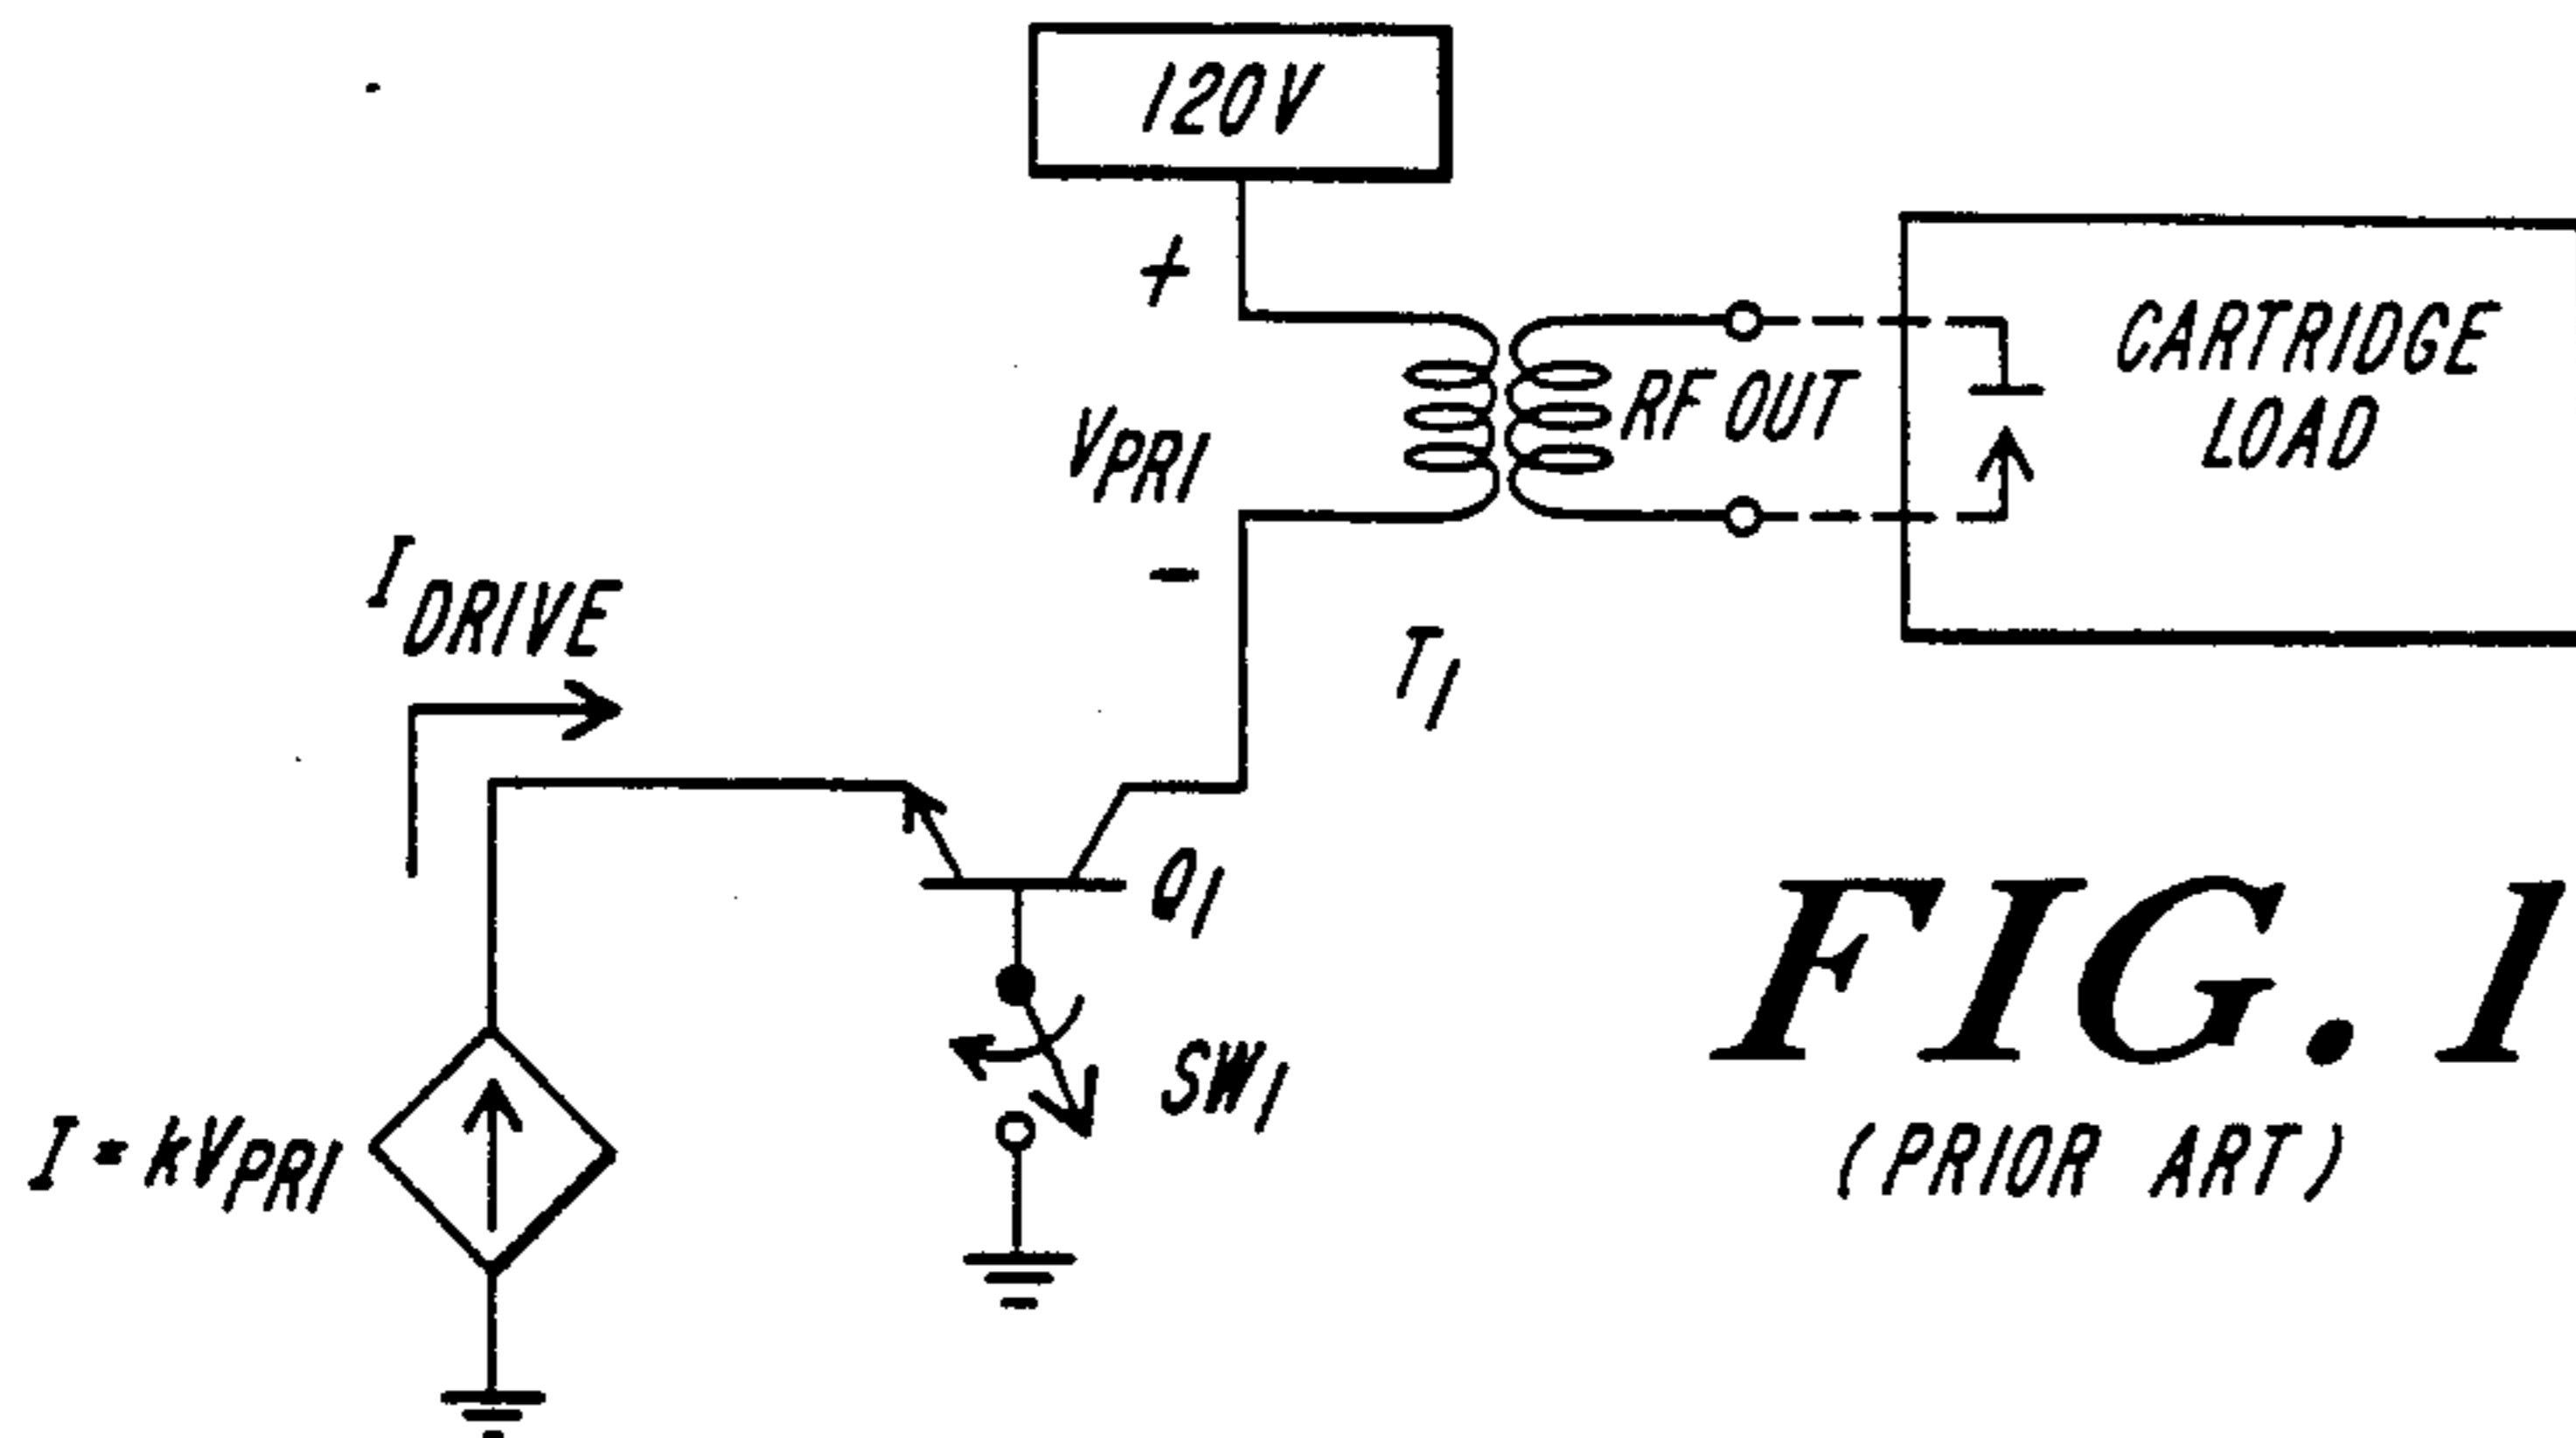 120V
+
VPRI
-
RF OUT
CARTRIDGE
LOAD
IDRIVE
T1
Q1
SW1
I = kVPRI
FIG. 1
(PRIOR ART)